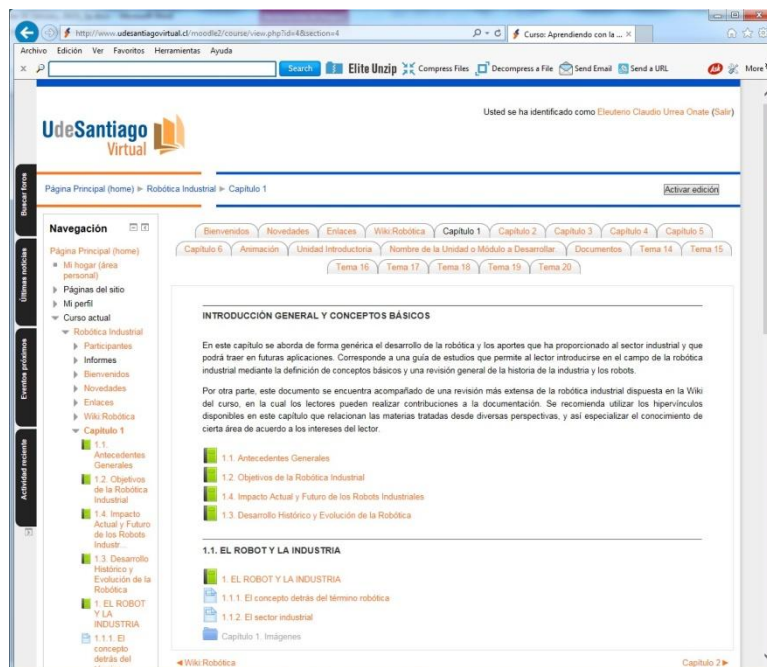 http://www.udesantiagovirtual.cl/moodle2/course/view.php?id=4&section=4
Curso: Aprendiendo con la ...
Archivo Edición Ver Favoritos Herramientas Ayuda
Search Elite Unzip Compress Files Decompress a File Send Email Send a URL Ask More
Usted se ha identificado como Eleuterio Claudio Urrea Onate (Salir)
UdeSantiago
Virtual
Página Principal (home) ► Robótica Industrial ► Capítulo 1
Activar edición
Buscar foros
Últimas noticias
Eventos próximos
Actividad reciente
Navegación
Página Principal (home)
Mi hogar (área personal)
Páginas del sitio
Mi perfil
Curso actual
Robótica Industrial
Participantes
Informes
Bienvenidos
Novedades
Enlaces
Wiki Robótica
Capítulo 1
1.1.
Antecedentes
Generales
1.2. Objetivos
de la Robótica
Industrial
1.4. Impacto
Actual y Futuro
de los Robots
Industr...
1.3. Desarrollo
Histórico y
Evolución de la
Robótica
1. EL ROBOT
Y LA
INDUSTRIA
1.1.1. El
concepto
detrás del
Bienvenidos Novedades Enlaces Wiki Robótica Capítulo 1 Capítulo 2 Capítulo 3 Capítulo 4 Capítulo 5
Capítulo 6 Animación Unidad Introductoria Nombre de la Unidad o Módulo a Desarrollar Documentos Tema 14 Tema 15
Tema 16 Tema 17 Tema 18 Tema 19 Tema 20
INTRODUCCIÓN GENERAL Y CONCEPTOS BÁSICOS
En este capítulo se aborda de forma genérica el desarrollo de la robótica y los aportes que ha proporcionado al sector industrial y que
podrá traer en futuras aplicaciones. Corresponde a una guía de estudios que permite al lector introducirse en el campo de la robótica
industrial mediante la definición de conceptos básicos y una revisión general de la historia de la industria y los robots.
Por otra parte, este documento se encuentra acompañado de una revisión más extensa de la robótica industrial dispuesta en la Wiki
del curso, en la cual los lectores pueden realizar contribuciones a la documentación. Se recomienda utilizar los hipervínculos
disponibles en este capítulo que relacionan las materias tratadas desde diversas perspectivas, y así especializar el conocimiento de
cierta área de acuerdo a los intereses del lector.
1.1. Antecedentes Generales
1.2. Objetivos de la Robótica Industrial
1.4. Impacto Actual y Futuro de los Robots Industriales
1.3. Desarrollo Histórico y Evolución de la Robótica
1.1. EL ROBOT Y LA INDUSTRIA
1. EL ROBOT Y LA INDUSTRIA
1.1.1. El concepto detrás del término robótica
1.1.2. El sector industrial
Capítulo 1. Imágenes
◄ Wiki Robótica
Capítulo 2 ►